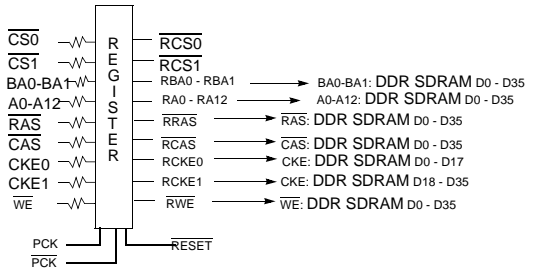 CS0 REGISTER RCS0
CS1 RCS1
BA0-BA1 RBA0 - RBA1 BA0-BA1: DDR SDRAM D0 - D35
A0-A12 RA0 - RA12 A0-A12: DDR SDRAM D0 - D35
RAS RRAS RAS: DDR SDRAM D0 - D35
CAS RCAS CAS: DDR SDRAM D0 - D35
CKE0 RCKE0 CKE: DDR SDRAM D0 - D17
CKE1 RCKE1 CKE: DDR SDRAM D18 - D35
WE RWE WE: DDR SDRAM D0 - D35
PCK RESET
PCK